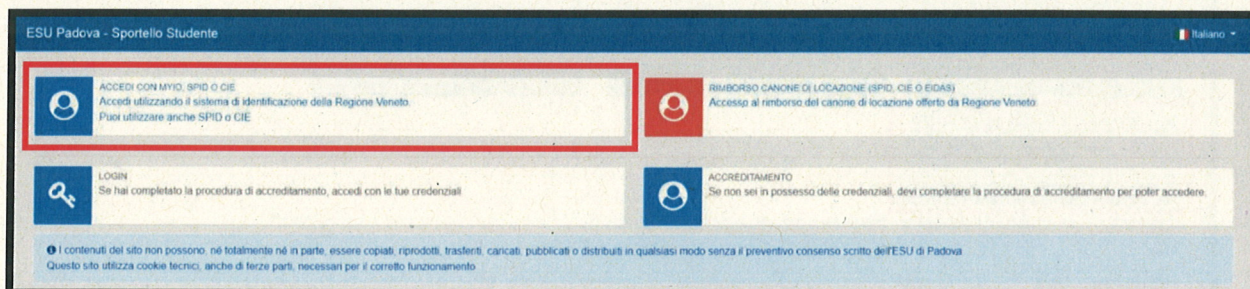 ESU Padova - Sportello Studente
Italiano
ACCEDI CON MYID, SPID O CIE
Accedi utilizzando il sistema di identificazione della Regione Veneto.
Puoi utilizzare anche SPID o CIE
RIMBORSO CANONE DI LOCAZIONE (SPID, CIE O EIDAS)
Accesso al rimborso del canone di locazione offerto da Regione Veneto
LOGIN
Se hai completato la procedura di accreditamento, accedi con le tue credenziali
ACCREDITAMENTO
Se non sei in possesso delle credenziali, devi completare la procedura di accreditamento per poter accedere.
I contenuti del sito non possono, né totalmente né in parte, essere copiati, riprodotti, trasferiti, caricati, pubblicati o distribuiti in qualsiasi modo senza il preventivo consenso scritto dell'ESU di Padova
Questo sito utilizza cookie tecnici, anche di terze parti, necessari per il corretto funzionamento